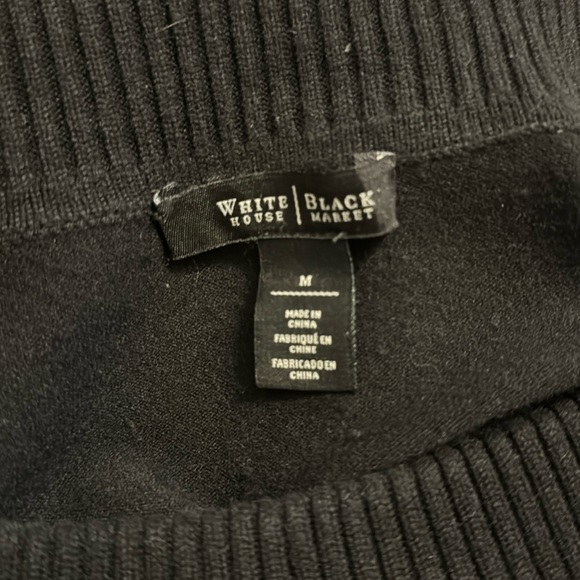 WHITE | BLACK
HOUSE | MARKET
M
MADE IN
CHINA
FABRIQUÉ EN
CHINE
FABRICADO EN
CHINA